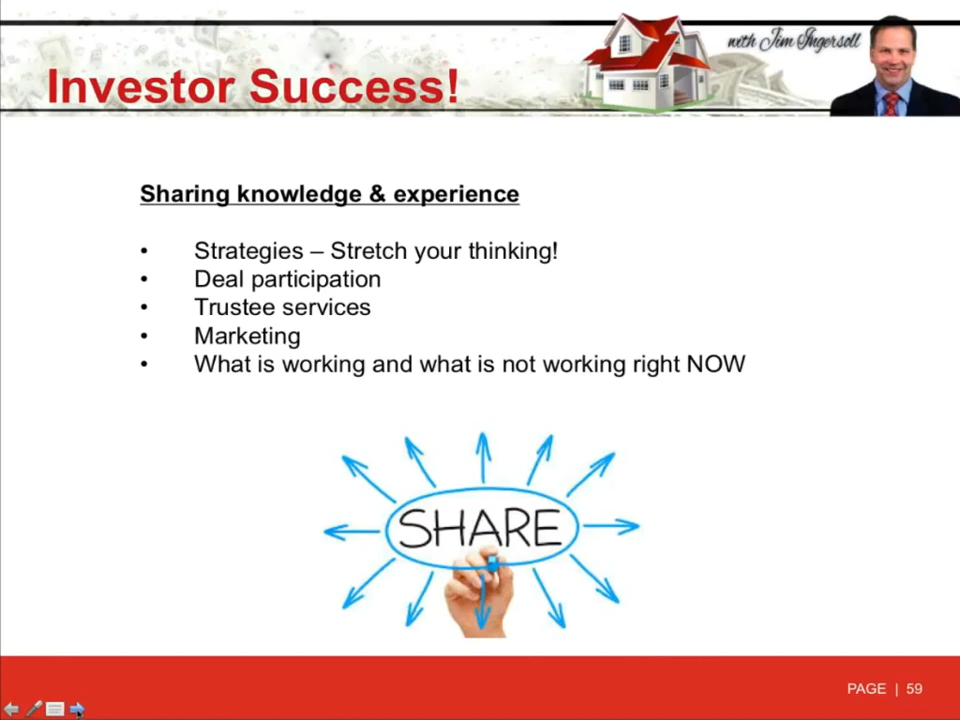 with Jim Ingersoll
Investor Success!
Sharing knowledge & experience
• Strategies – Stretch your thinking!
• Deal participation
• Trustee services
• Marketing
• What is working and what is not working right NOW
SHARE
PAGE | 59